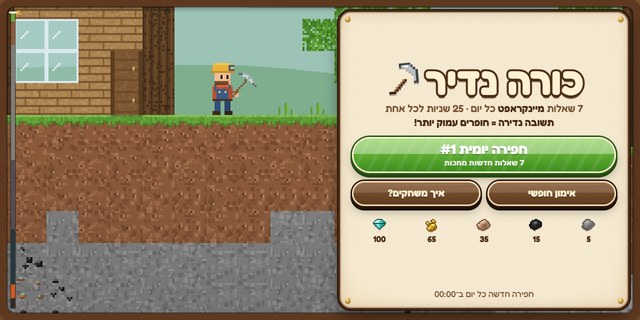 כורה נדיר
7 שאלות מיינקראפט כל יום · 25 שניות לכל אחת
תשובה נדירה = חופרים עמוק יותר!
חפירה יומית #1
7 שאלות חדשות מחכות
אימון חופשי
איך משחקים?
5
15
35
65
100
חפירה חדשה כל יום ב־00:00